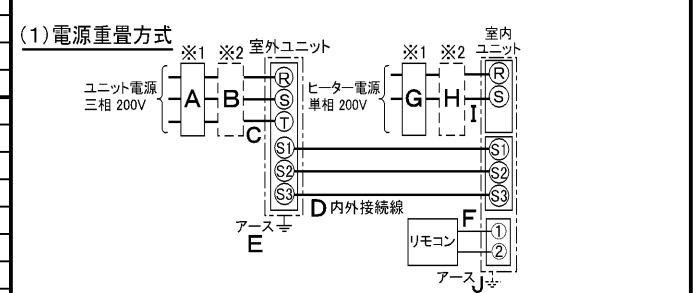 (1)電源重畳方式
※1 ※2 室外ユニット
※1 ※2 室内ユニット
ユニット電源
三相 200V
A B C
R
S
T
ヒーター電源
単相 200V
G H I
R
S
S1
S2
S3
S1
S2
S3
D内外接続線
アース
E
リモコン
F
①
②
アース
J